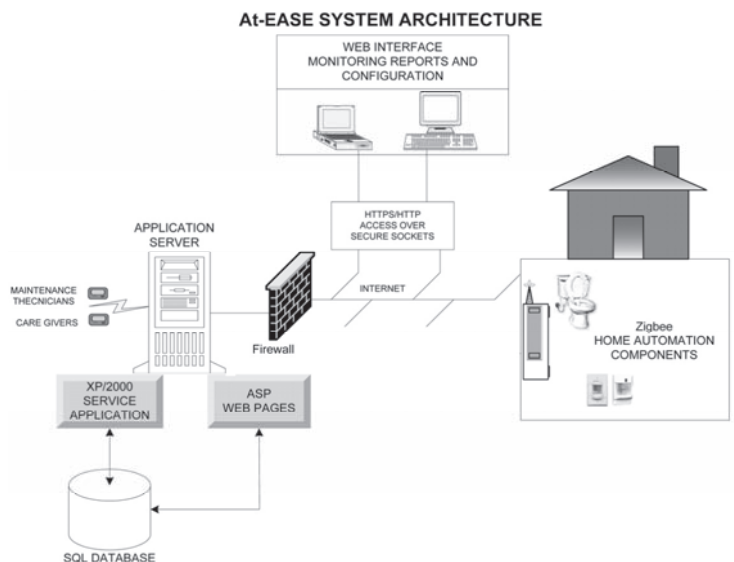 At-EASE SYSTEM ARCHITECTURE
WEB INTERFACE
MONITORING REPORTS AND
CONFIGURATION
HTTPS/HTTP
ACCESS OVER
SECURE SOCKETS
APPLICATION
SERVER
MAINTENANCE
THECNICIANS
CARE GIVERS
INTERNET
Firewall
Zigbee
HOME AUTOMATION
COMPONENTS
XP/2000
SERVICE
APPLICATION
ASP
WEB PAGES
SQL DATABASE